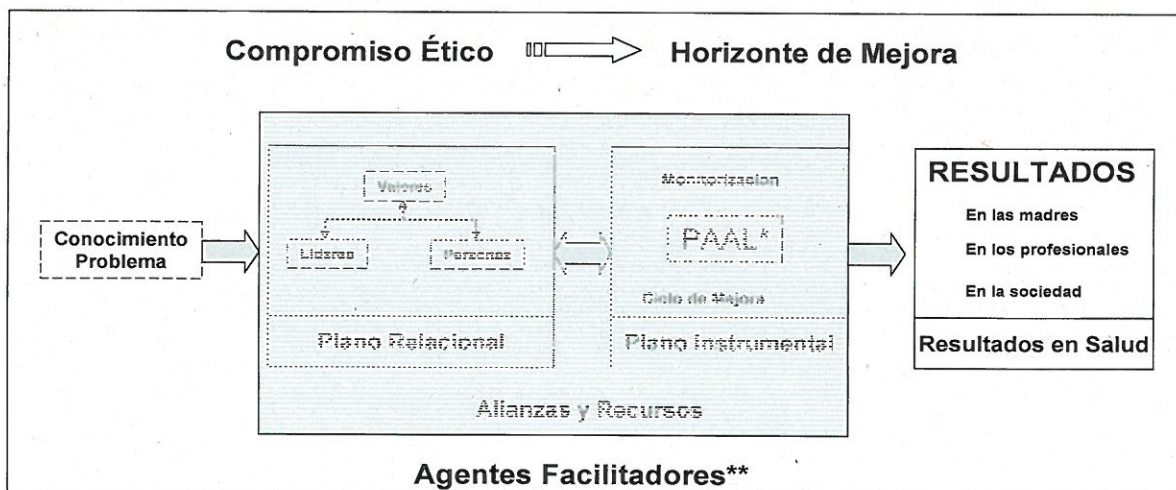 Compromiso Ético Horizonte de Mejora
Conocimiento
Problema
Valores
Líderes
Personas
Plano Relacional
Monitorización
PAAL*
Ciclo de Mejora
Plano Instrumental
Alianzas y Recursos
RESULTADOS
En las madres
En los profesionales
En la sociedad
Resultados en Salud
Agentes Facilitadores**